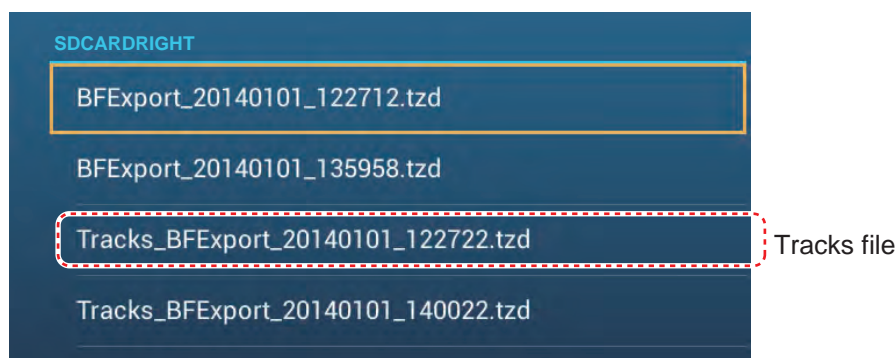 SDCARDRIGHT
BFExport_20140101_122712.tzd
BFExport_20140101_135958.tzd
Tracks_BFExport_20140101_122722.tzd
Tracks file
Tracks_BFExport_20140101_140022.tzd